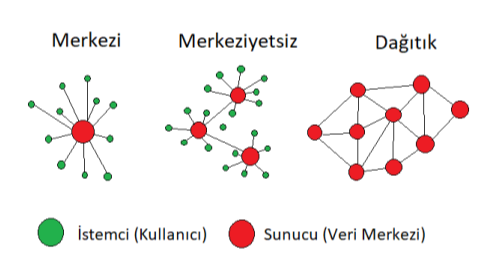 Merkezi
Merkeziyetsiz
Dağıtık
İstemci (Kullanıcı)
Sunucu (Veri Merkezi)